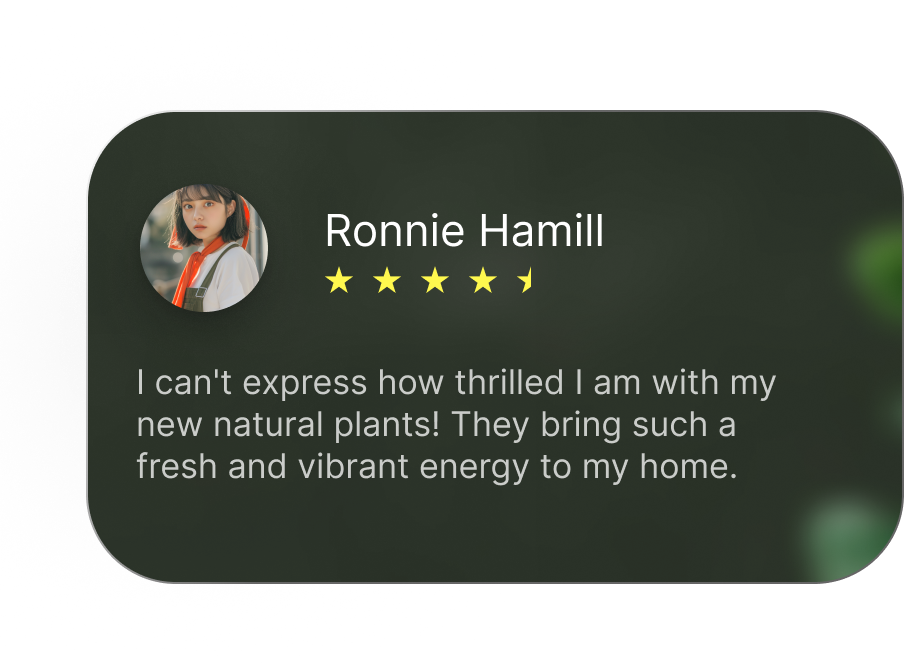 Ronnie Hamill
I can't express how thrilled I am with my
new natural plants! They bring such a
fresh and vibrant energy to my home.